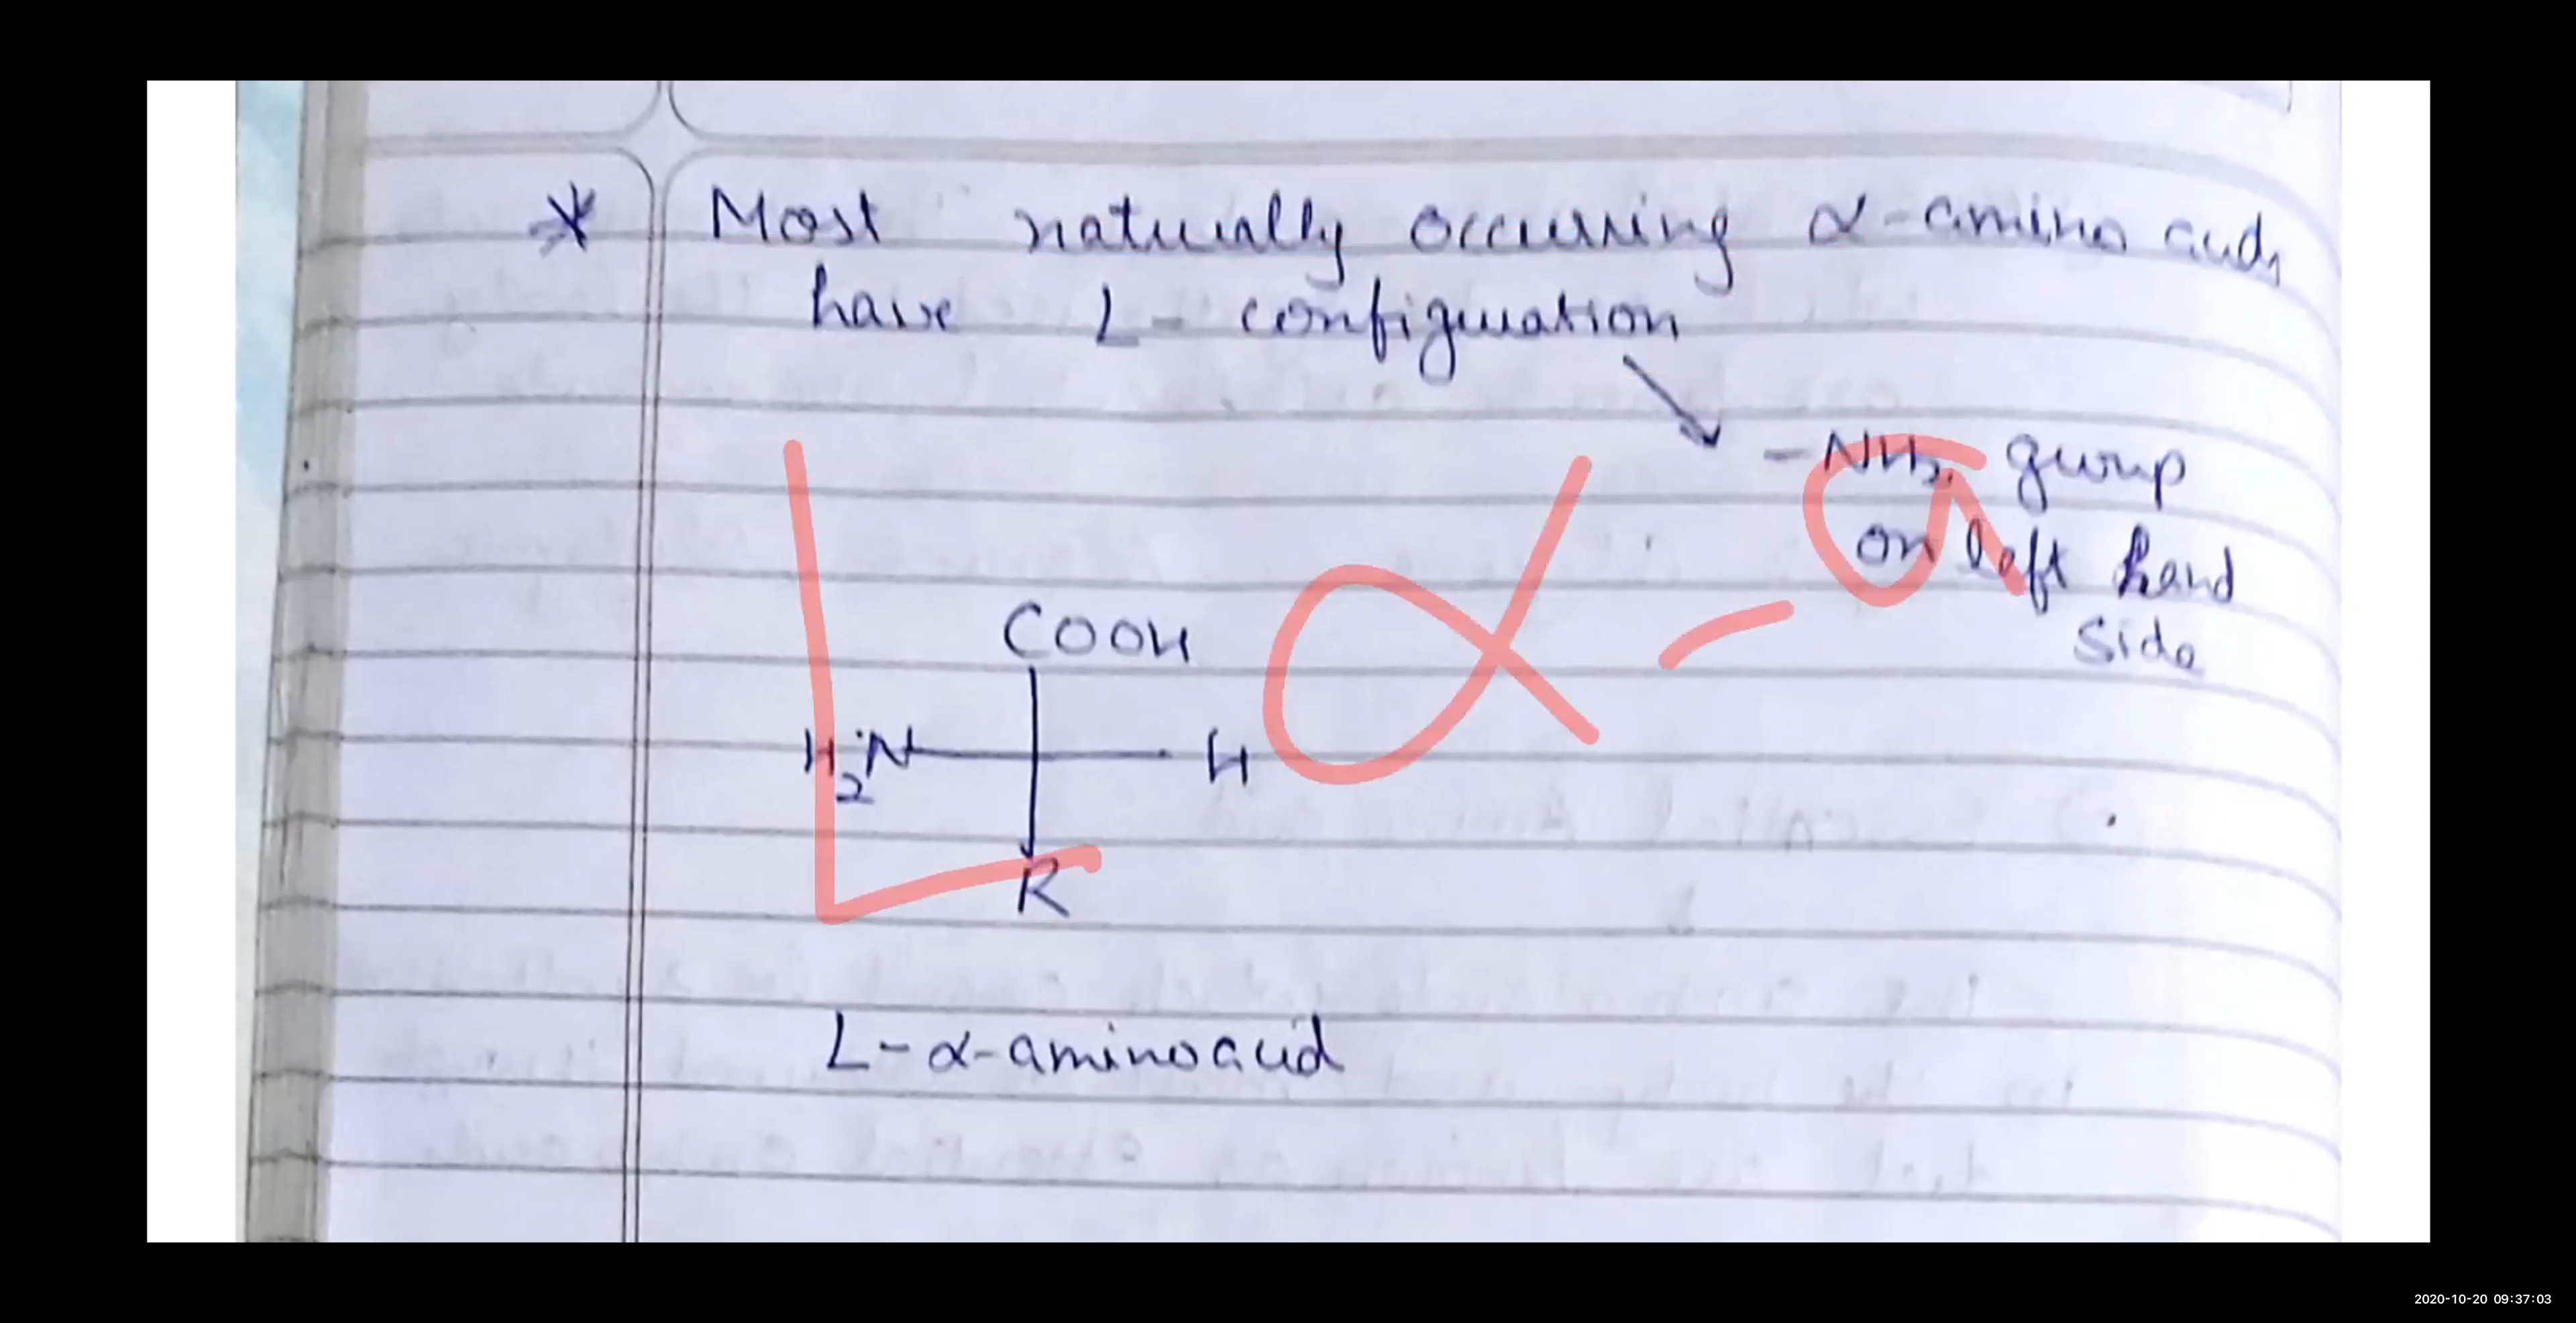 * Most naturally occurring α-amino acids
have L- configuration
-NH2 group
on left hand
side
L α - a
COOH
H2N H
R
L-α-aminoacid
2020-10-20 09:37:03